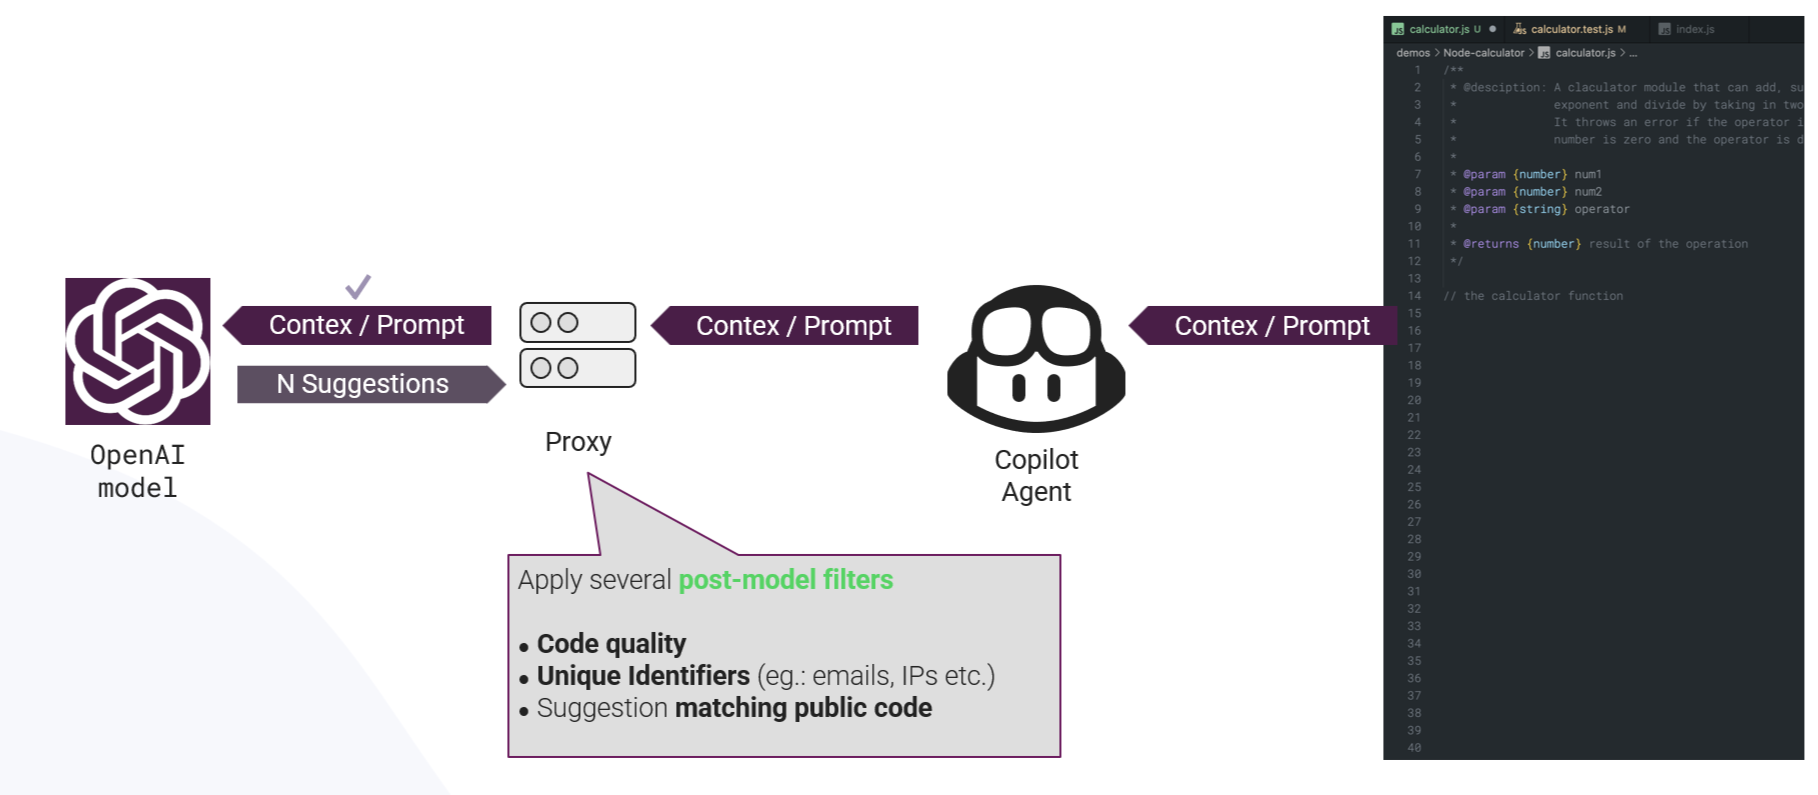 calculator.js U ● calculator.test.js M index.js
demos > Node-calculator > JS calculator.js > ...
1 /**
2 * @desciption: A claculator module that can add, su
3 * exponent and divide by taking in two
4 * It throws an error if the operator i
5 * number is zero and the operator is d
6 *
7 * @param {number} num1
8 * @param {number} num2
9 * @param {string} operator
10 *
11 * @returns {number} result of the operation
12 */
13
14 // the calculator function
15
16
17
18
19
20
21
22
23
24
25
26
27
28
29
30
31
32
33
34
35
36
37
38
39
40
Contex / Prompt
Contex / Prompt
Contex / Prompt
N Suggestions
OpenAI
model
Proxy
Copilot
Agent
Apply several post-model filters
● Code quality
● Unique Identifiers (eg.: emails, IPs etc.)
● Suggestion matching public code